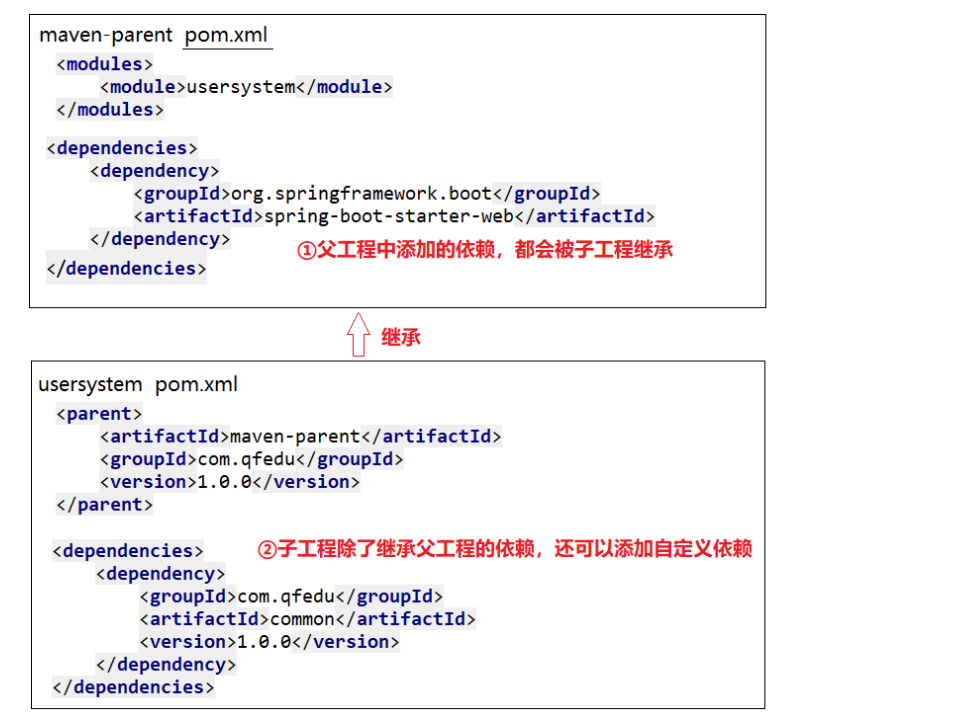 maven-parent pom.xml
<modules>
<module>usersystem</module>
</modules>
<dependencies>
<dependency>
<groupId>org.springframework.boot</groupId>
<artifactId>spring-boot-starter-web</artifactId>
</dependency>
①父工程中添加的依赖，都会被子工程继承
</dependencies>
继承
usersystem pom.xml
<parent>
<artifactId>maven-parent</artifactId>
<groupId>com.qfedu</groupId>
<version>1.0.0</version>
</parent>
<dependencies>
②子工程除了继承父工程的依赖，还可以添加自定义依赖
<dependency>
<groupId>com.qfedu</groupId>
<artifactId>common</artifactId>
<version>1.0.0</version>
</dependency>
</dependencies>